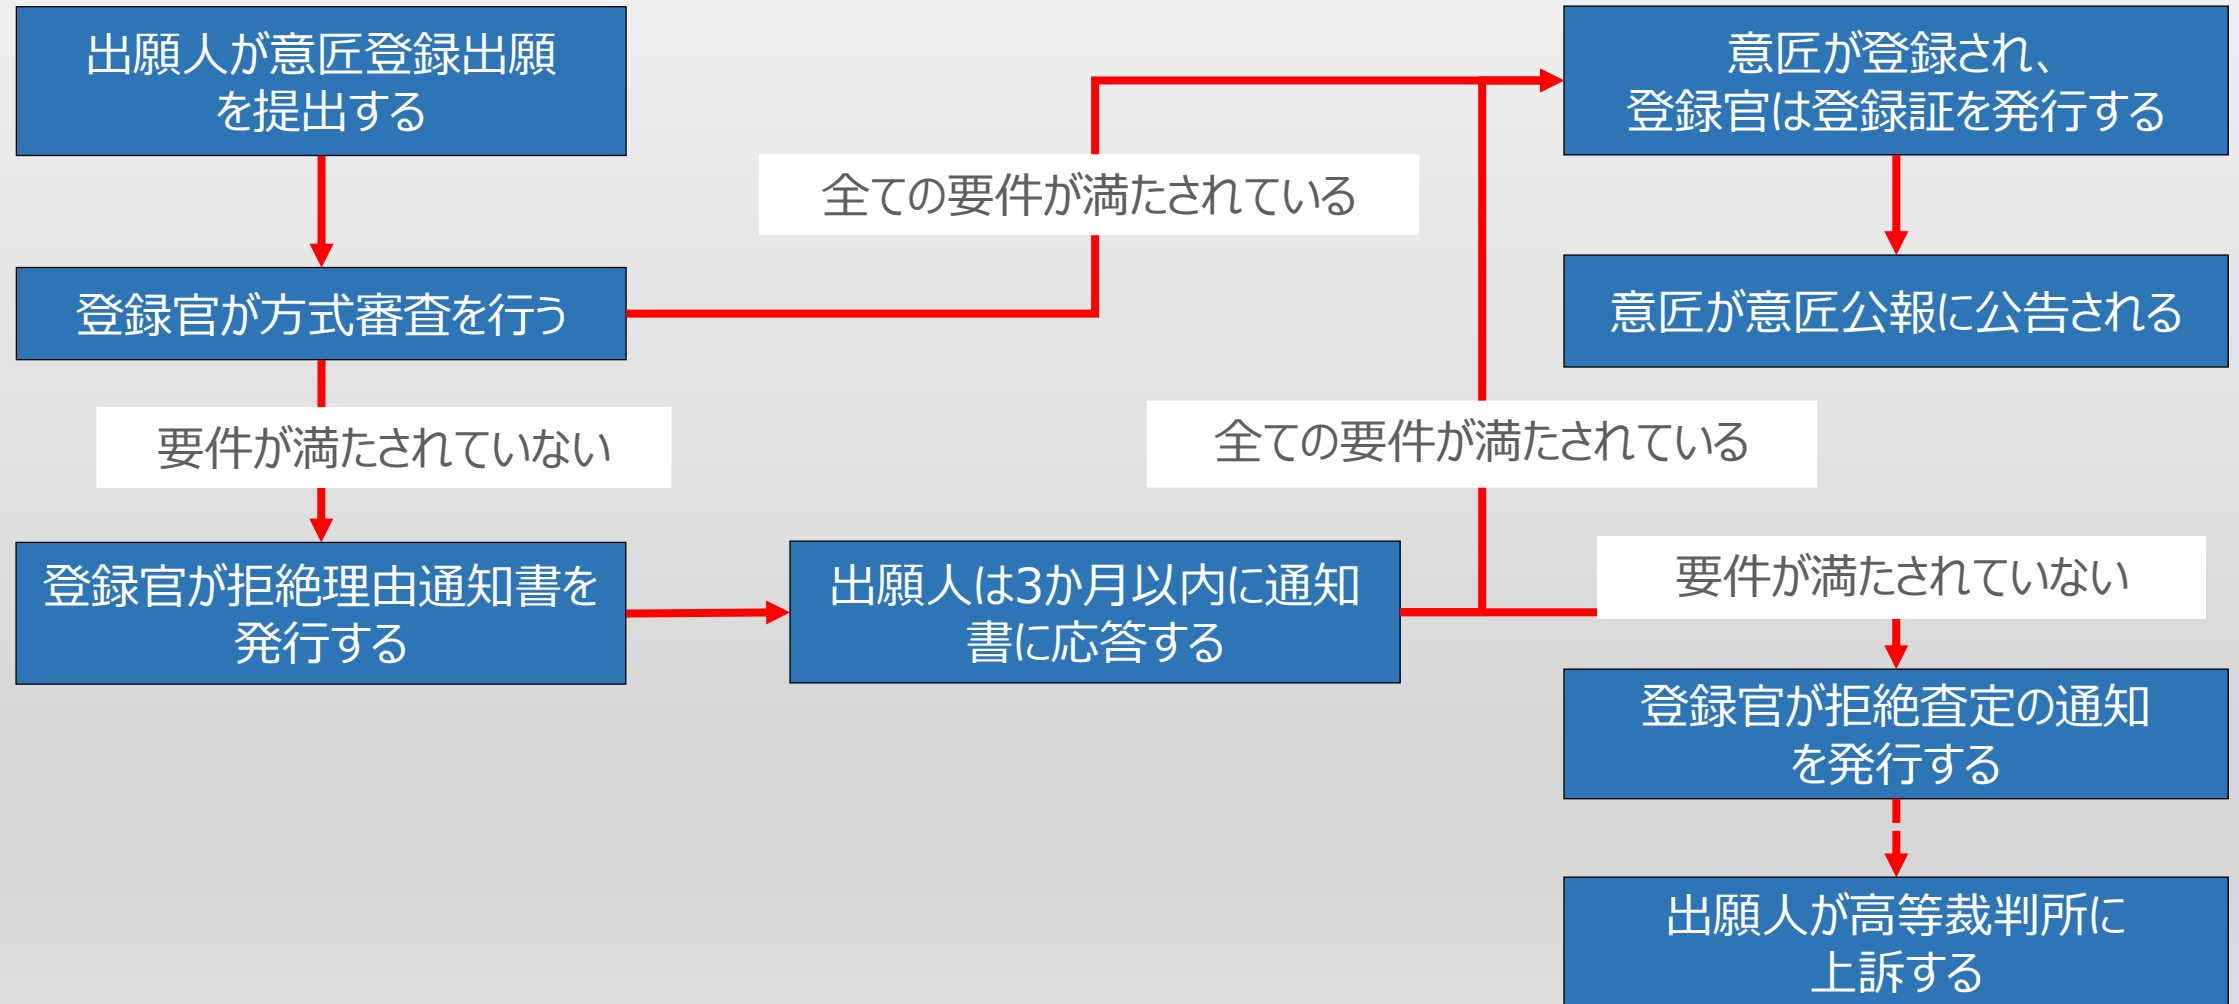 出願人が意匠登録出願
を提出する
意匠が登録され、
登録官は登録証を発行する
全ての要件が満たされている
登録官が方式審査を行う
意匠が意匠公報に公告される
要件が満たされていない
全ての要件が満たされている
登録官が拒絶理由通知書を
発行する
出願人は3か月以内に通知
書に応答する
要件が満たされていない
登録官が拒絶査定の通知
を発行する
出願人が高等裁判所に
上訴する